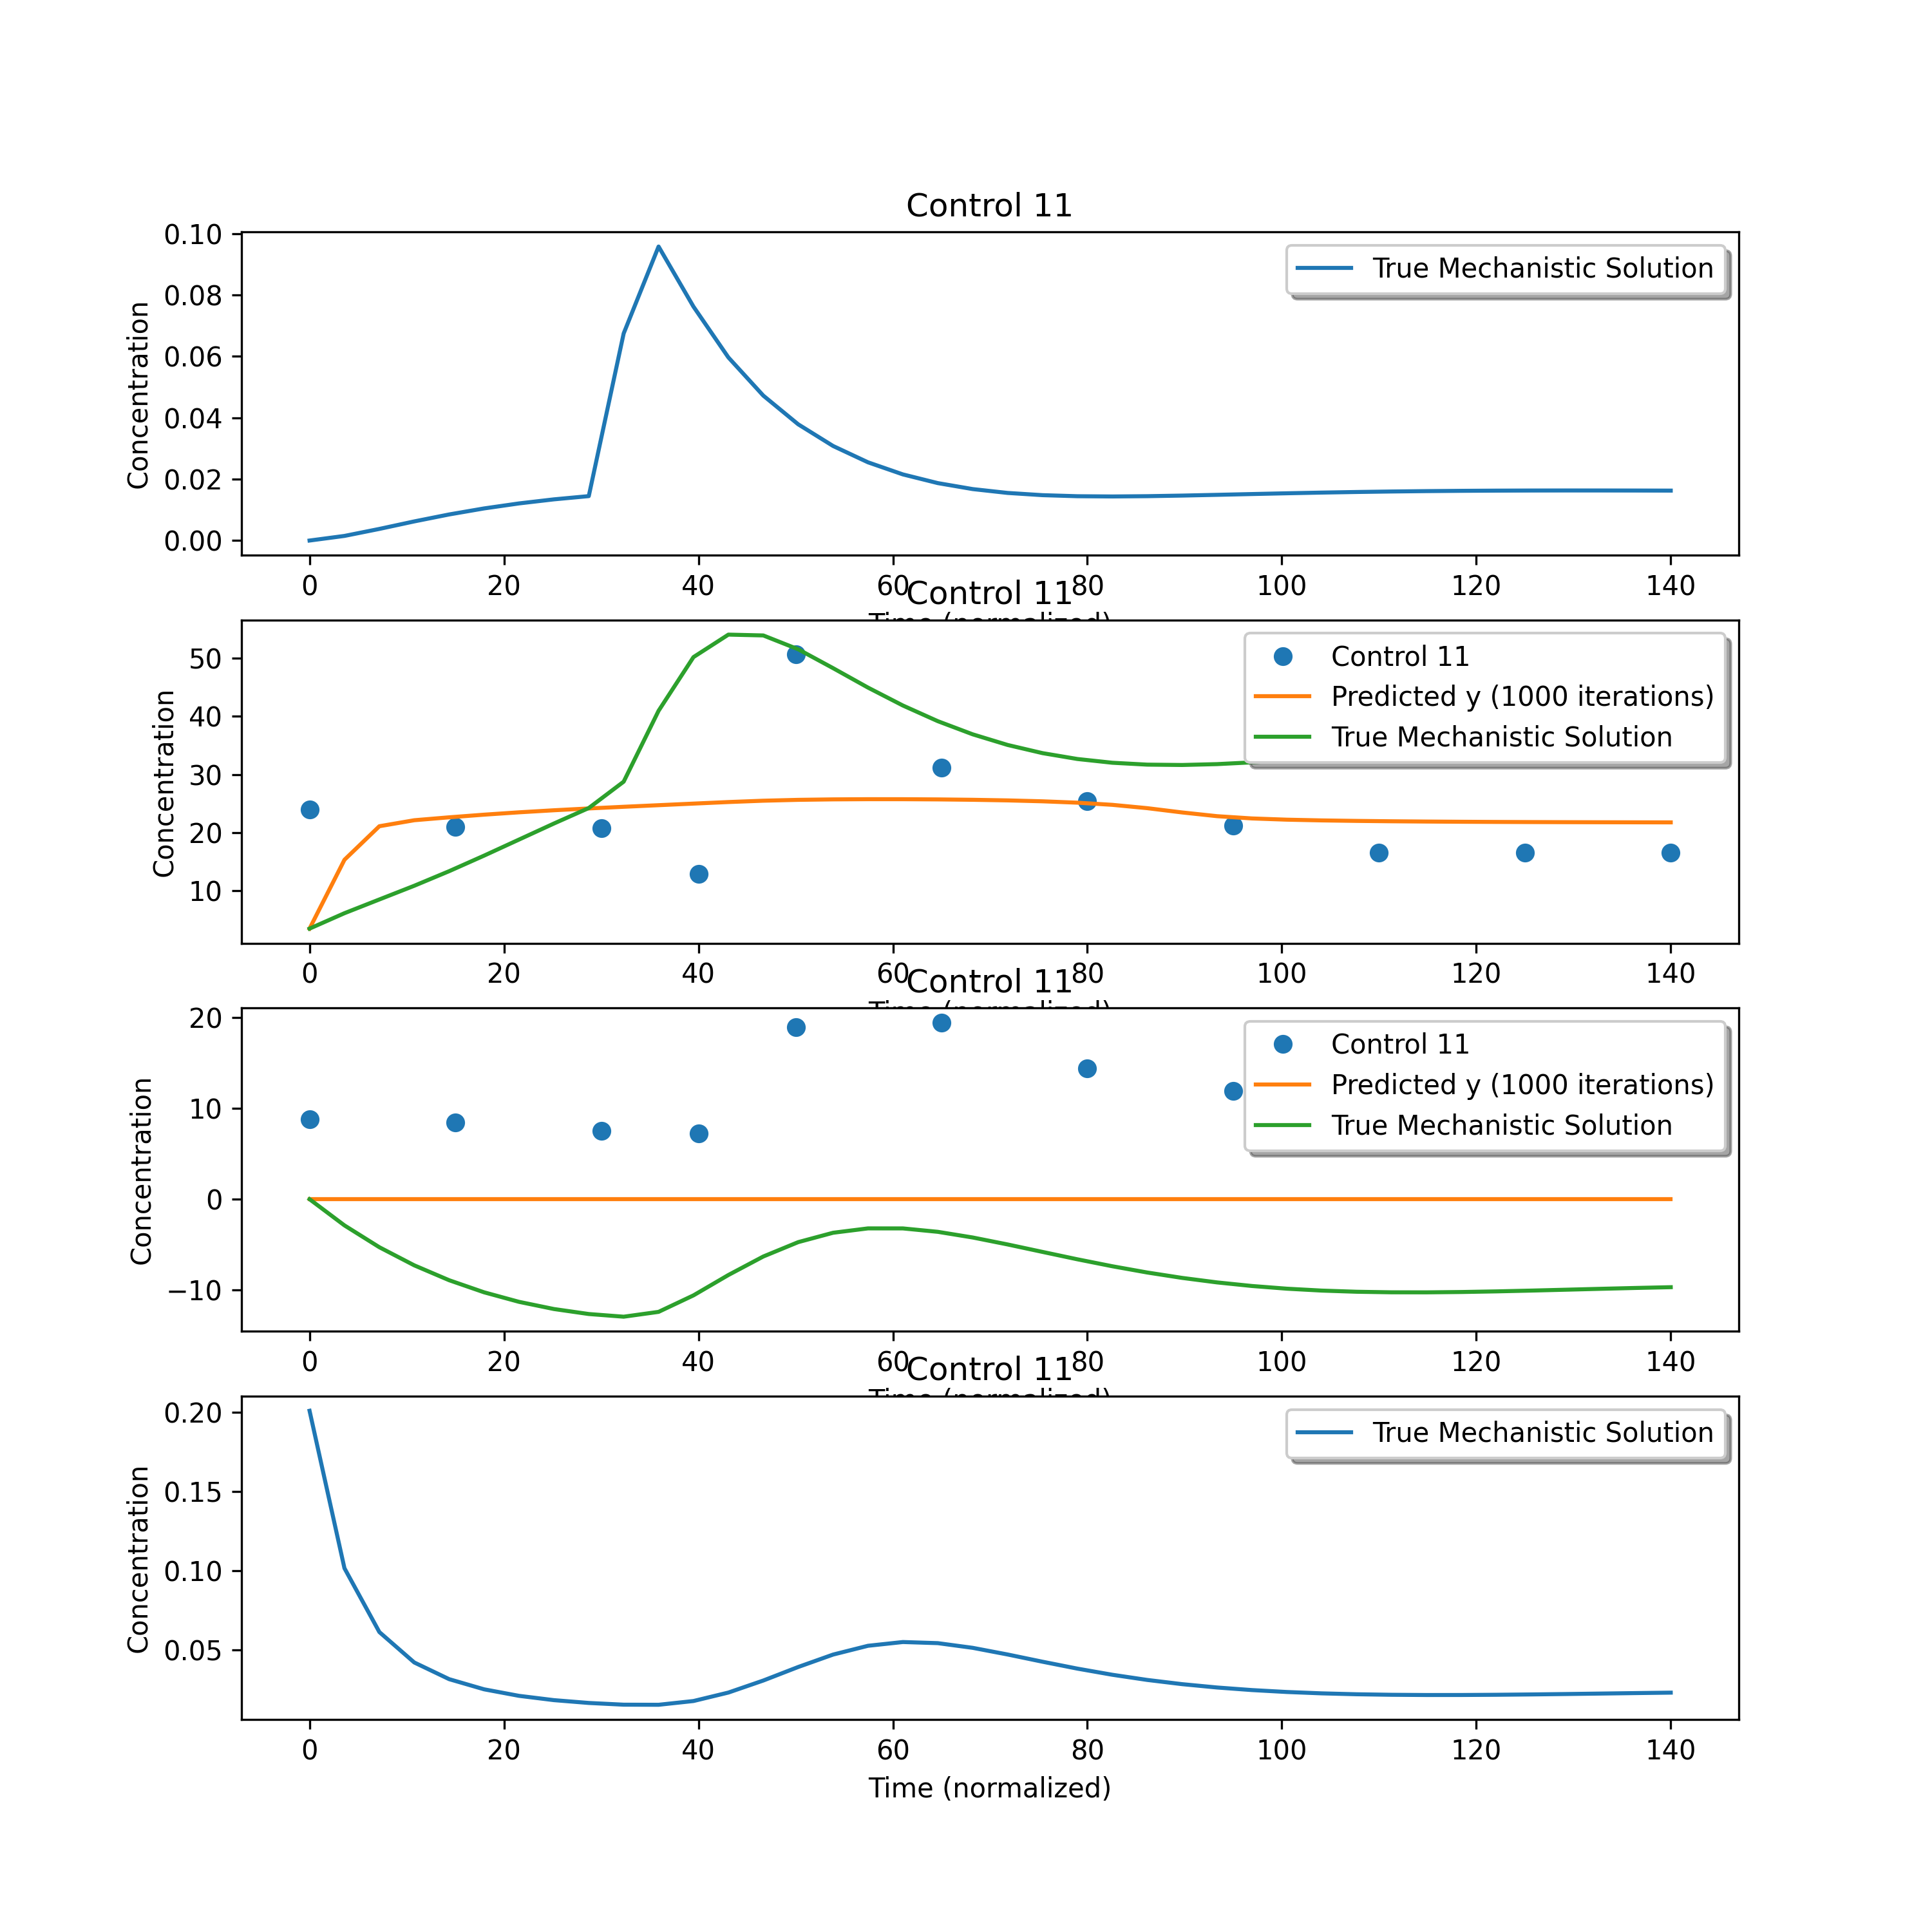 Control 11
0.10
0.08
0.06
0.04
0.02
0.00
Concentration
True Mechanistic Solution
0 20 40 60 80 100 120 140
Control 11
50
40
30
20
10
Concentration
Control 11
Predicted y (1000 iterations)
True Mechanistic Solution
0 20 40 60 80 100 120 140
Control 11
20
10
0
−10
Concentration
Control 11
Predicted y (1000 iterations)
True Mechanistic Solution
0 20 40 60 80 100 120 140
Control 11
0.20
0.15
0.10
0.05
Concentration
True Mechanistic Solution
0 20 40 60 80 100 120 140
Time (normalized)